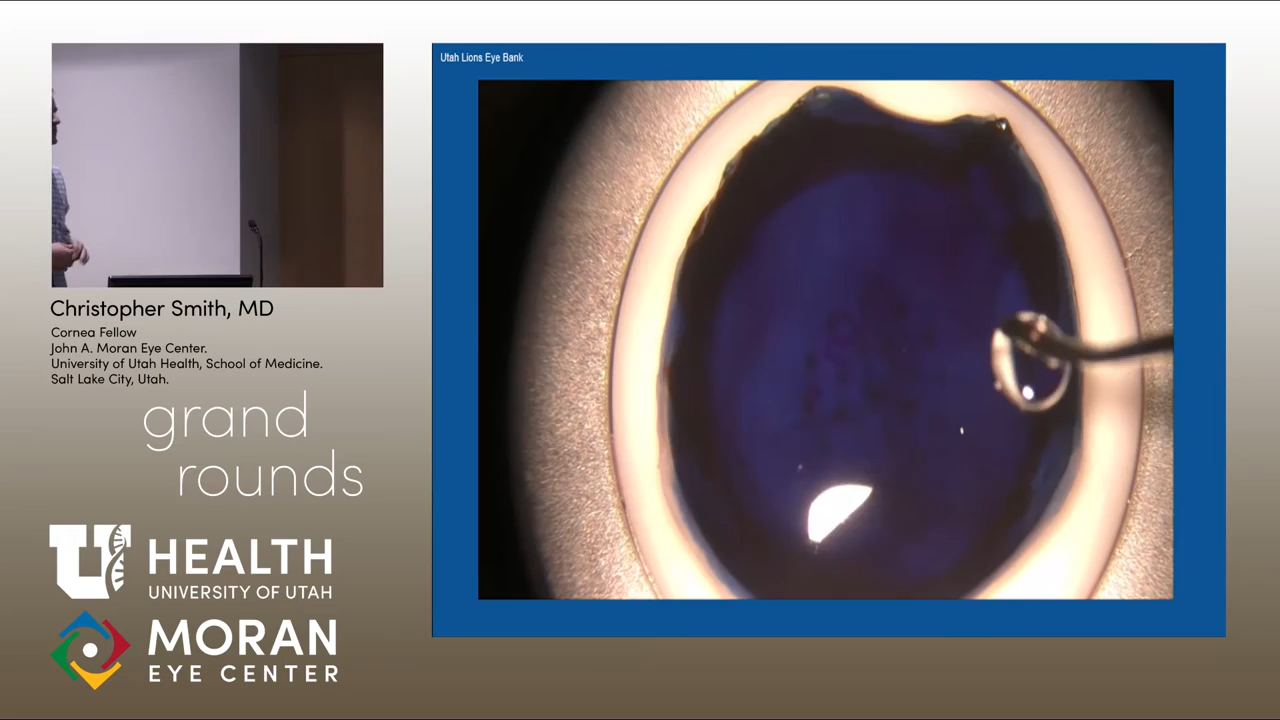 Utah Lions Eye Bank
Christopher Smith, MD
Cornea Fellow
John A. Moran Eye Center.
University of Utah Health, School of Medicine.
Salt Lake City, Utah.
grand
rounds
U HEALTH
UNIVERSITY OF UTAH
MORAN
EYE CENTER